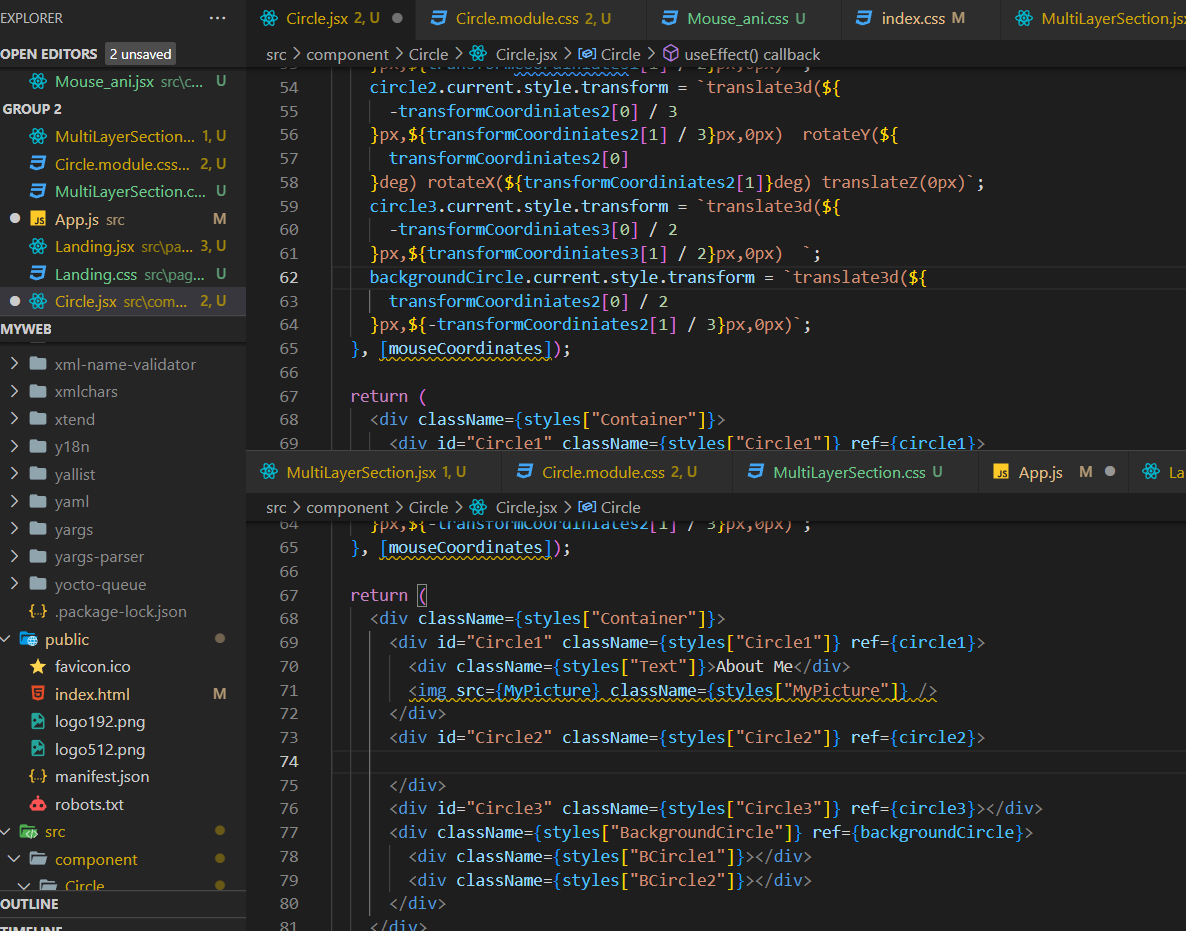 EXPLORER ···
OPEN EDITORS 2 unsaved
Mouse_ani.jsx src\c... U
GROUP 2
MultiLayerSection... 1, U
Circle.module.css... 2, U
MultiLayerSection.c... U
App.js src M
Landing.jsx src\pa... 3, U
Landing.css src\pag... U
Circle.jsx src\com... 2, U
MYWEB
xml-name-validator
xmlchars
xtend
y18n
yallist
yaml
yargs
yargs-parser
yocto-queue
.package-lock.json
public
favicon.ico
index.html M
logo192.png
logo512.png
manifest.json
robots.txt
src
component
Circle
OUTLINE
TIMELINE
Circle.jsx 2, U
Circle.module.css 2, U
Mouse_ani.css U
index.css M
MultiLayerSection.jsx
src > component > Circle > Circle.jsx > Circle > useEffect() callback
53 }px,${transformCoordiniates1[1] / 2}px,0px)`;
54 circle2.current.style.transform = `translate3d(${
55 -transformCoordiniates2[0] / 3
56 }px,${transformCoordiniates2[1] / 3}px,0px)  rotateY(${
57 transformCoordiniates2[0]
58 }deg) rotateX(${transformCoordiniates2[1]}deg) translateZ(0px)`;
59 circle3.current.style.transform = `translate3d(${
60 -transformCoordiniates3[0] / 2
61 }px,${transformCoordiniates3[1] / 2}px,0px)  `;
62 backgroundCircle.current.style.transform = `translate3d(${
63 transformCoordiniates2[0] / 2
64 }px,${-transformCoordiniates2[1] / 3}px,0px)`;
65 }, [mouseCoordinates]);
66
67 return (
68 <div className={styles["Container"]}>
69 <div id="Circle1" className={styles["Circle1"]} ref={circle1}>
MultiLayerSection.jsx 1, U
Circle.module.css 2, U
MultiLayerSection.css U
App.js M
La
src > component > Circle > Circle.jsx > Circle
64 }px,${-transformCoordiniates2[1] / 3}px,0px)`;
65 }, [mouseCoordinates]);
66
67 return (
68 <div className={styles["Container"]}>
69 <div id="Circle1" className={styles["Circle1"]} ref={circle1}>
70 <div className={styles["Text"]}>About Me</div>
71 <img src={MyPicture} className={styles["MyPicture"]} />
72 </div>
73 <div id="Circle2" className={styles["Circle2"]} ref={circle2}>
74
75 </div>
76 <div id="Circle3" className={styles["Circle3"]} ref={circle3}></div>
77 <div className={styles["BackgroundCircle"]} ref={backgroundCircle}>
78 <div className={styles["BCircle1"]}></div>
79 <div className={styles["BCircle2"]}></div>
80 </div>
81 </div>